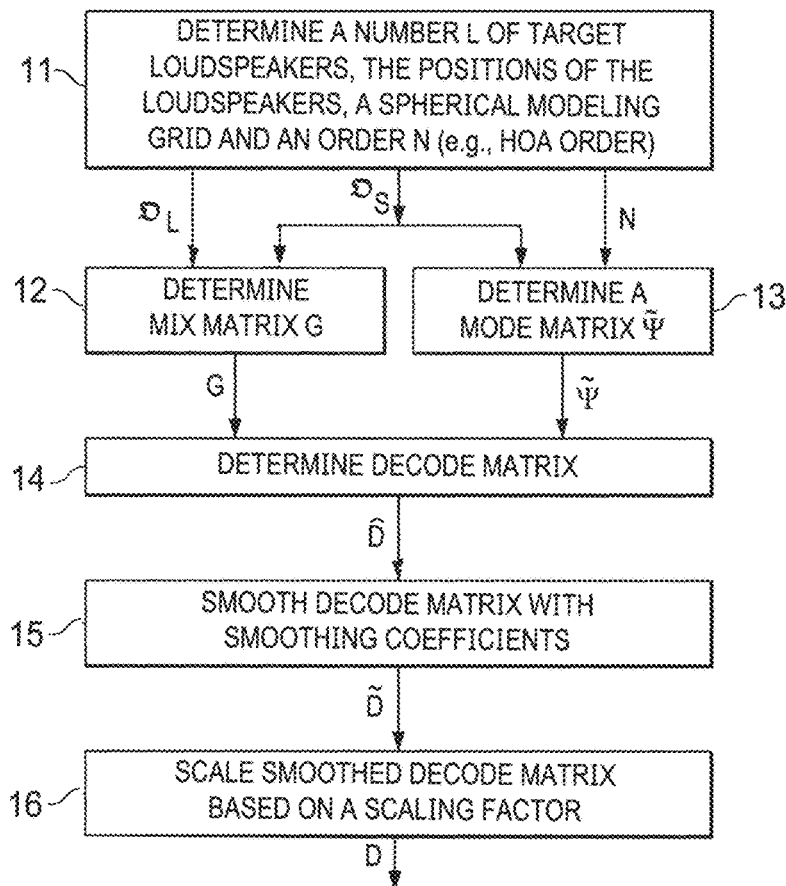 DETERMINE A NUMBER L OF TARGET
LOUDSPEAKERS, THE POSITIONS OF THE
LOUDSPEAKERS, A SPHERICAL MODELING
GRID AND AN ORDER N (e.g., HOA ORDER)
11
𝔇L
𝔇S
N
12
DETERMINE
MIX MATRIX G
DETERMINE A
MODE MATRIX Ψ̃
13
G
Ψ̃
14
DETERMINE DECODE MATRIX
D̂
15
SMOOTH DECODE MATRIX WITH
SMOOTHING COEFFICIENTS
D̃
16
SCALE SMOOTHED DECODE MATRIX
BASED ON A SCALING FACTOR
D